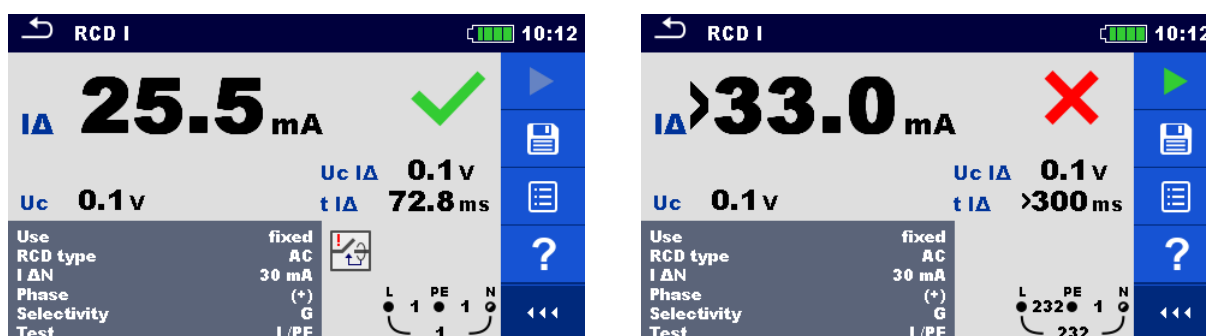 RCD I 10:12
IΔ 25.5 mA
Uc IΔ 0.1 V
Uc 0.1 V t IΔ 72.8 ms
Use fixed
RCD type AC
I ΔN 30 mA
Phase (+)
Selectivity G
Test L/PE
L PE N
1 1
1
?
RCD I 10:12
IΔ >33.0 mA
Uc IΔ 0.1 V
Uc 0.1 V t IΔ >300 ms
Use fixed
RCD type AC
I ΔN 30 mA
Phase (+)
Selectivity G
Test L/PE
L PE N
232 1
232
?